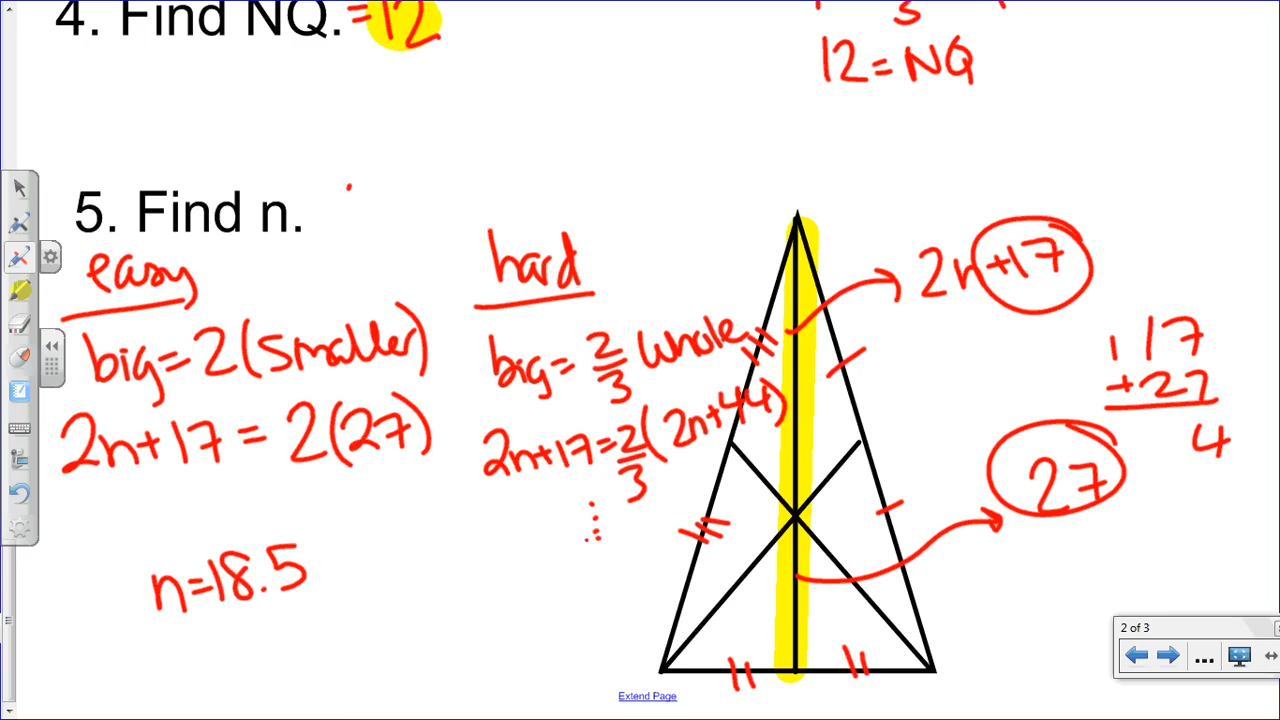 4. Find NQ. = 12
3
12 = NQ
5. Find n.
easy
big = 2(smaller)
2n+17 = 2(27)
n=18.5
hard
big = 2/3 whole
2n+17 = 2/3 (2n+44)
⋮
2n+17
27
1 17
+27
4
Extend Page
2 of 3
...